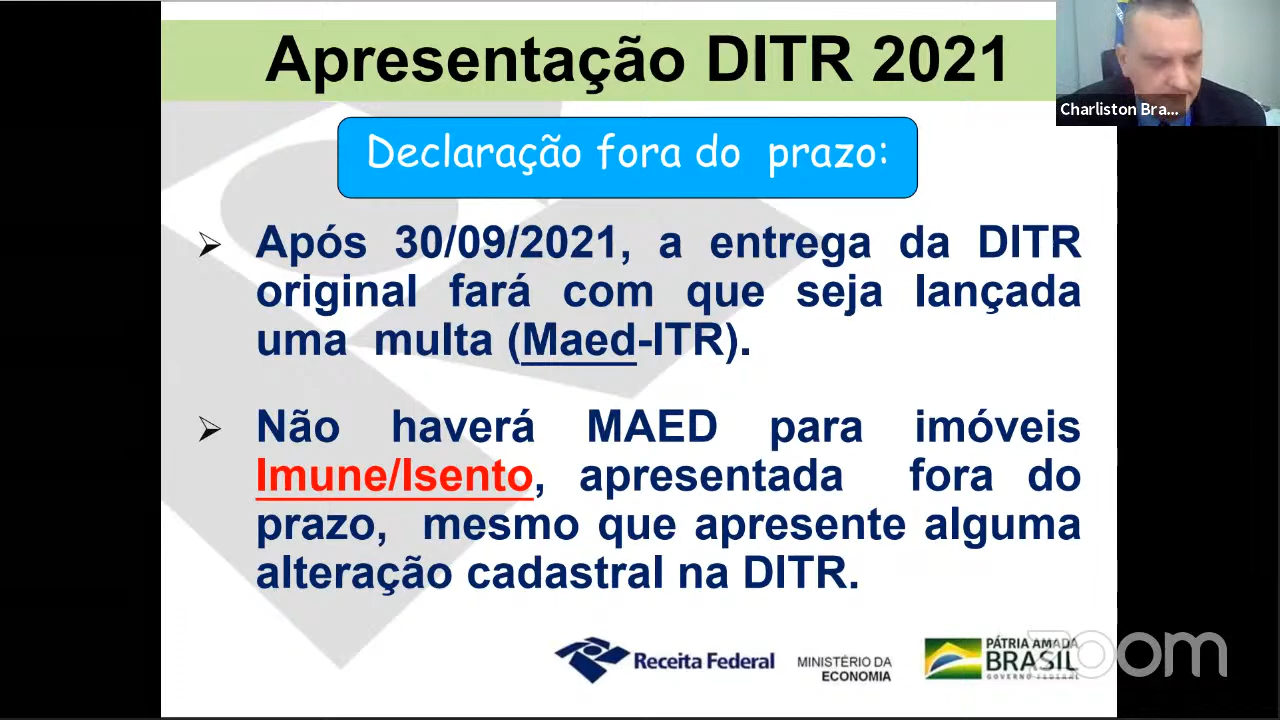 Apresentação DITR 2021
Charliston Bra...
Declaração fora do prazo:
Após 30/09/2021, a entrega da DITR
original fará com que seja lançada
uma multa (Maed-ITR).
Não haverá MAED para imóveis
Imune/Isento, apresentada fora do
prazo, mesmo que apresente alguma
alteração cadastral na DITR.
Receita Federal
MINISTÉRIO DA
ECONOMIA
PÁTRIA AMADA
BRASIL
GOVERNO FEDERAL
zoom